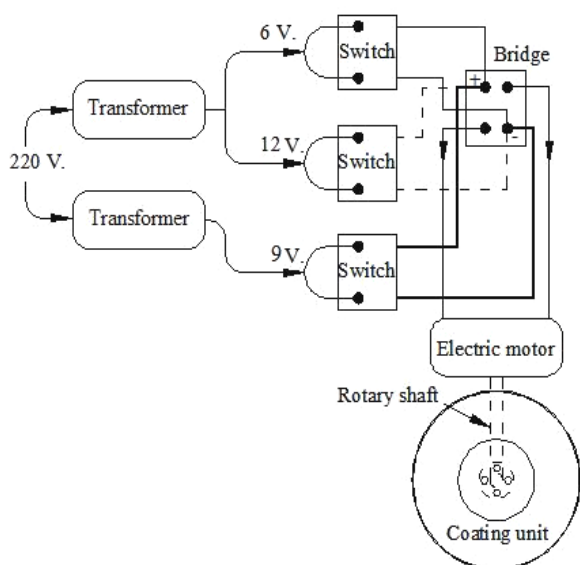 6 V.
Switch
Bridge
+
-
Transformer
12 V.
Switch
220 V.
Transformer
9 V.
Switch
Electric motor
Rotary shaft
Coating unit